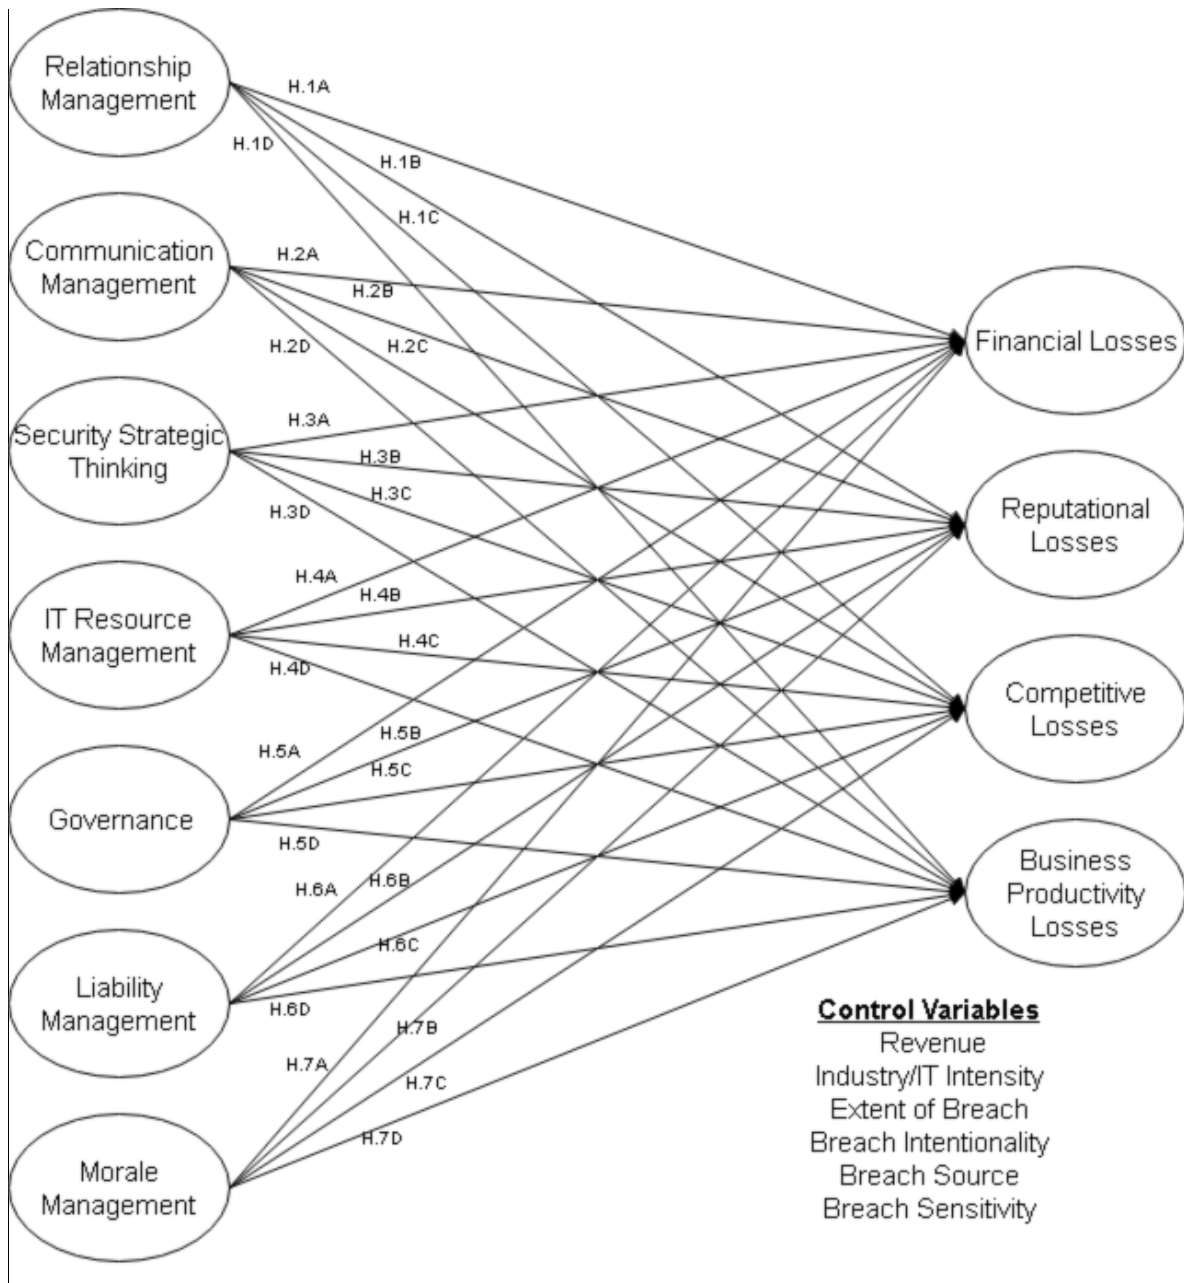 Relationship
Management
H.1A
H.1B
H.1C
H.1D
Communication
Management
H.2A
H.2B
H.2C
H.2D
Security Strategic
Thinking
H.3A
H.3B
H.3C
H.3D
IT Resource
Management
H.4A
H.4B
H.4C
H.4D
Governance
H.5A
H.5B
H.5C
H.5D
Liability
Management
H.6A
H.6B
H.6C
H.6D
Morale
Management
H.7A
H.7B
H.7C
H.7D
Financial Losses
Reputational
Losses
Competitive
Losses
Business
Productivity
Losses
Control Variables
Revenue
Industry/IT Intensity
Extent of Breach
Breach Intentionality
Breach Source
Breach Sensitivity